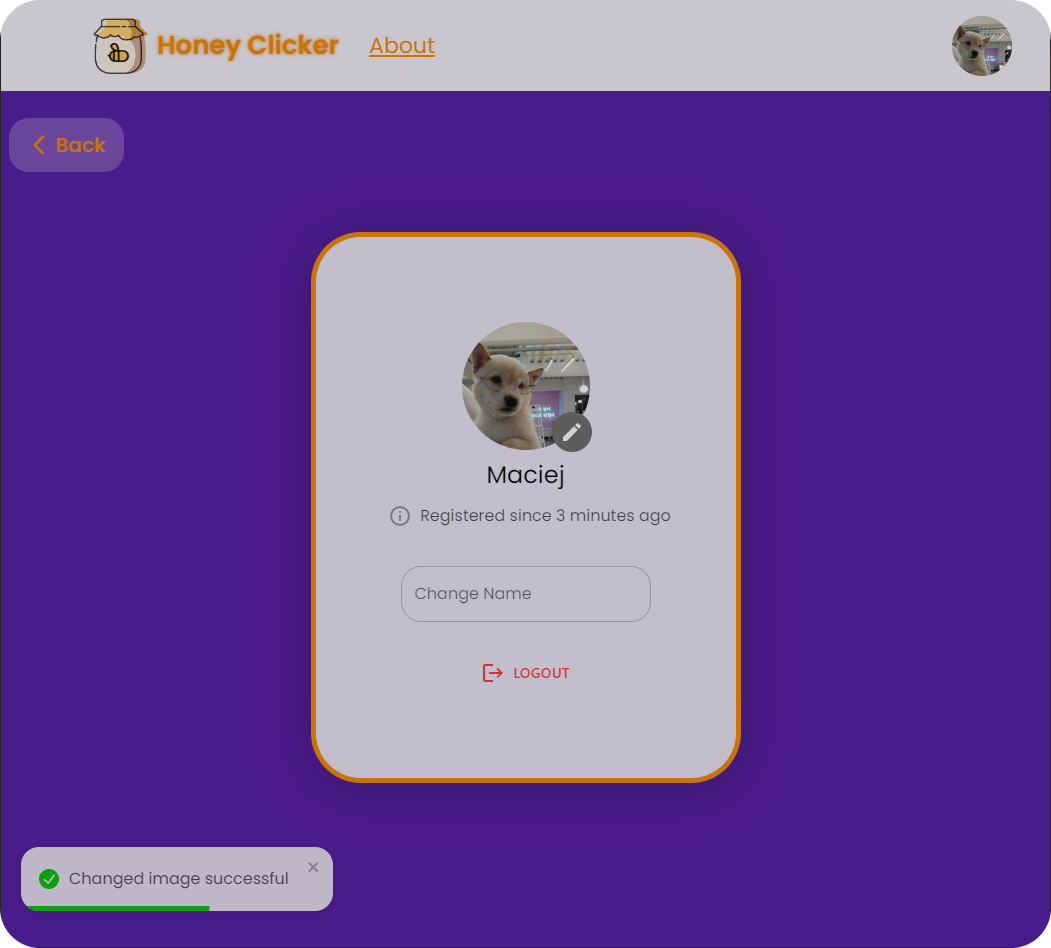 Honey Clicker
About
Back
Maciej
Registered since 3 minutes ago
Change Name
LOGOUT
Changed image successful